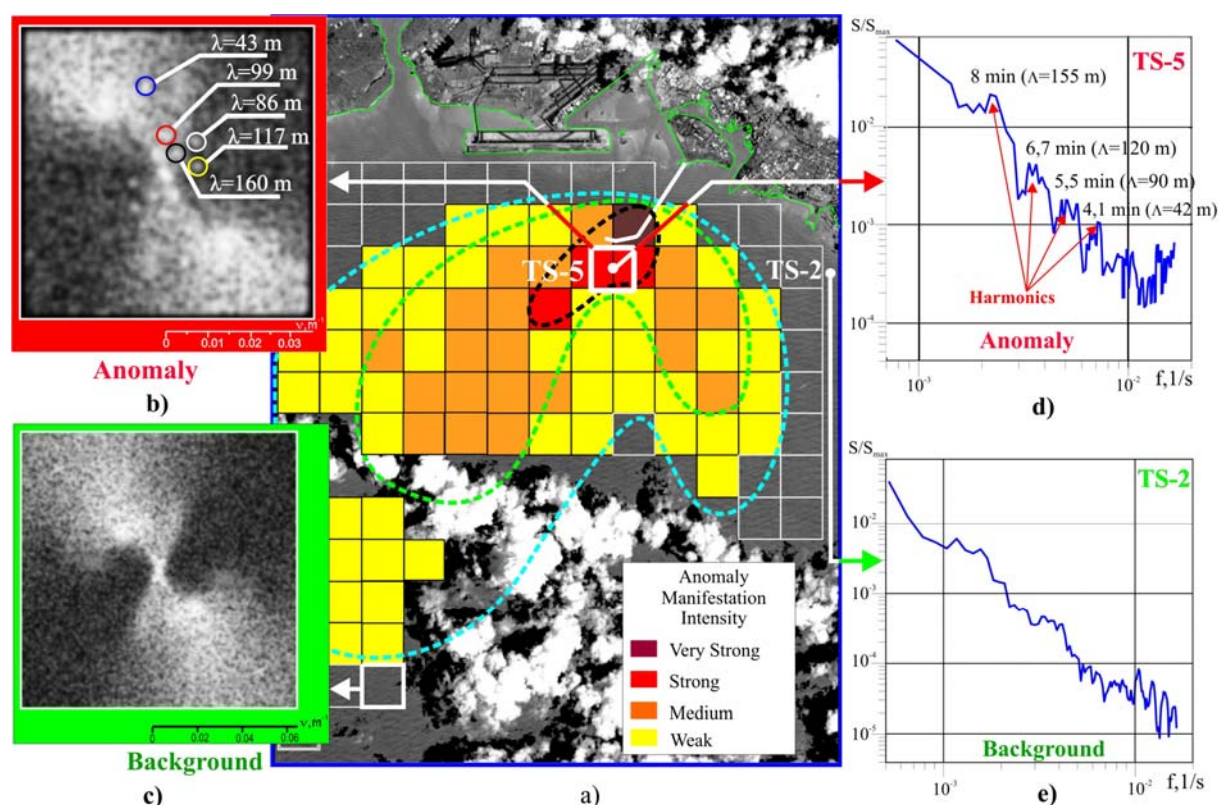 λ=43 m
λ=99 m
λ=86 m
λ=117 m
λ=160 m
0 0.01 0.02 0.03
ν,m⁻¹
Anomaly
b)
ν,m⁻¹
0 0.02 0.04 0.06
Background
c)
TS-5
TS-2
Anomaly
Manifestation
Intensity
Very Strong
Strong
Medium
Weak
a)
S/Smax
TS-5
8 min (Λ=155 m)
10⁻²
6,7 min (Λ=120 m)
5,5 min (Λ=90 m)
10⁻³
4,1 min (Λ=42 m)
Harmonics
10⁻⁴
Anomaly
10⁻³ 10⁻² f,1/s
d)
S/Smax
TS-2
10⁻²
10⁻³
10⁻⁴
10⁻⁵
Background
10⁻³ 10⁻² f,1/s
e)